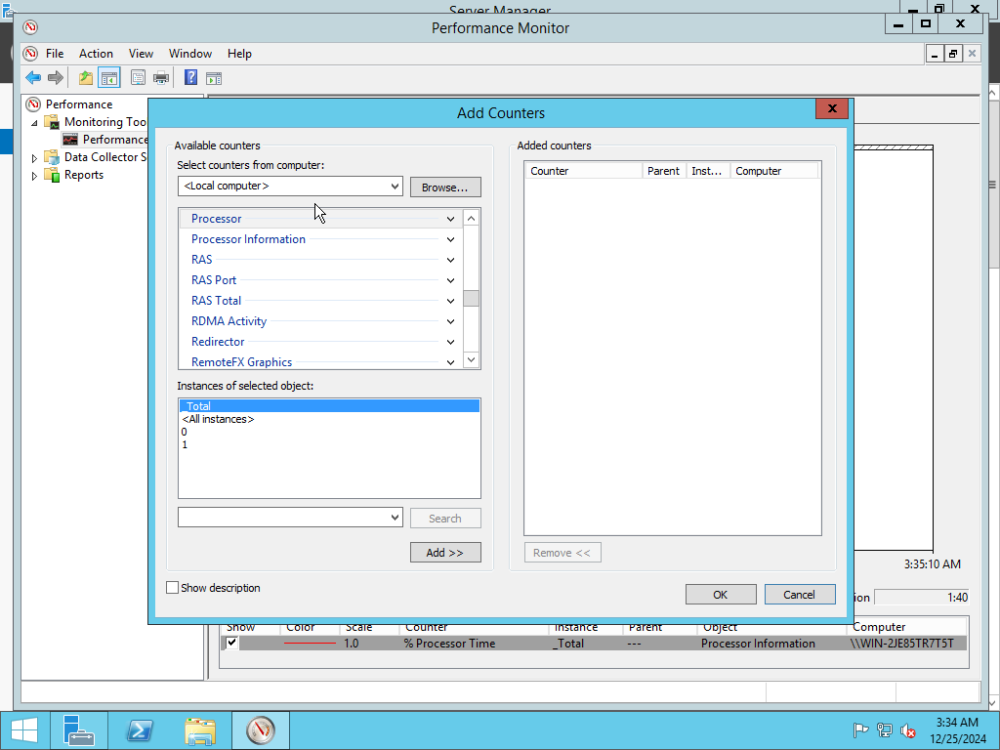 Server Manager
Performance Monitor
File Action View Window Help
Performance
Monitoring Too
Performance
Data Collector S
Reports
Add Counters
Available counters
Select counters from computer:
<Local computer>
Browse...
Processor
Processor Information
RAS
RAS Port
RAS Total
RDMA Activity
Redirector
RemoteFX Graphics
Instances of selected object:
_Total
<All instances>
0
1
Search
Add >>
Show description
Added counters
Counter Parent Inst... Computer
Remove <<
OK Cancel
3:35:10 AM
ion 1:40
Show Color Scale Counter Instance Parent Object Computer
1.0 % Processor Time _Total --- Processor Information \\WIN-2JE85TR7T5T
3:34 AM
12/25/2024